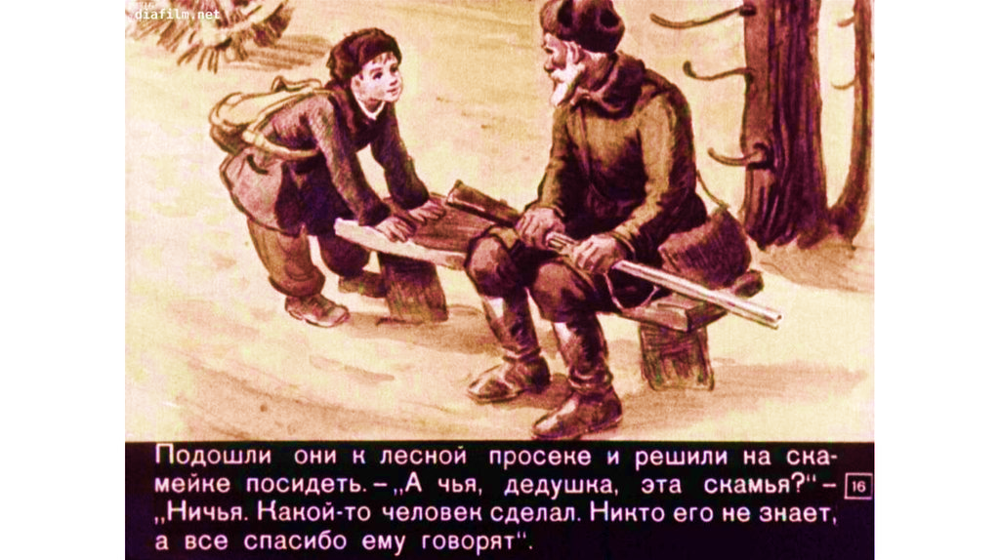 diafilm.net
Подошли они к лесной просеке и решили на ска-
мейке посидеть. – „А чья, дедушка, эта скамья?“ –
16
„Ничья. Какой-то человек сделал. Никто его не знает,
а все спасибо ему говорят“.